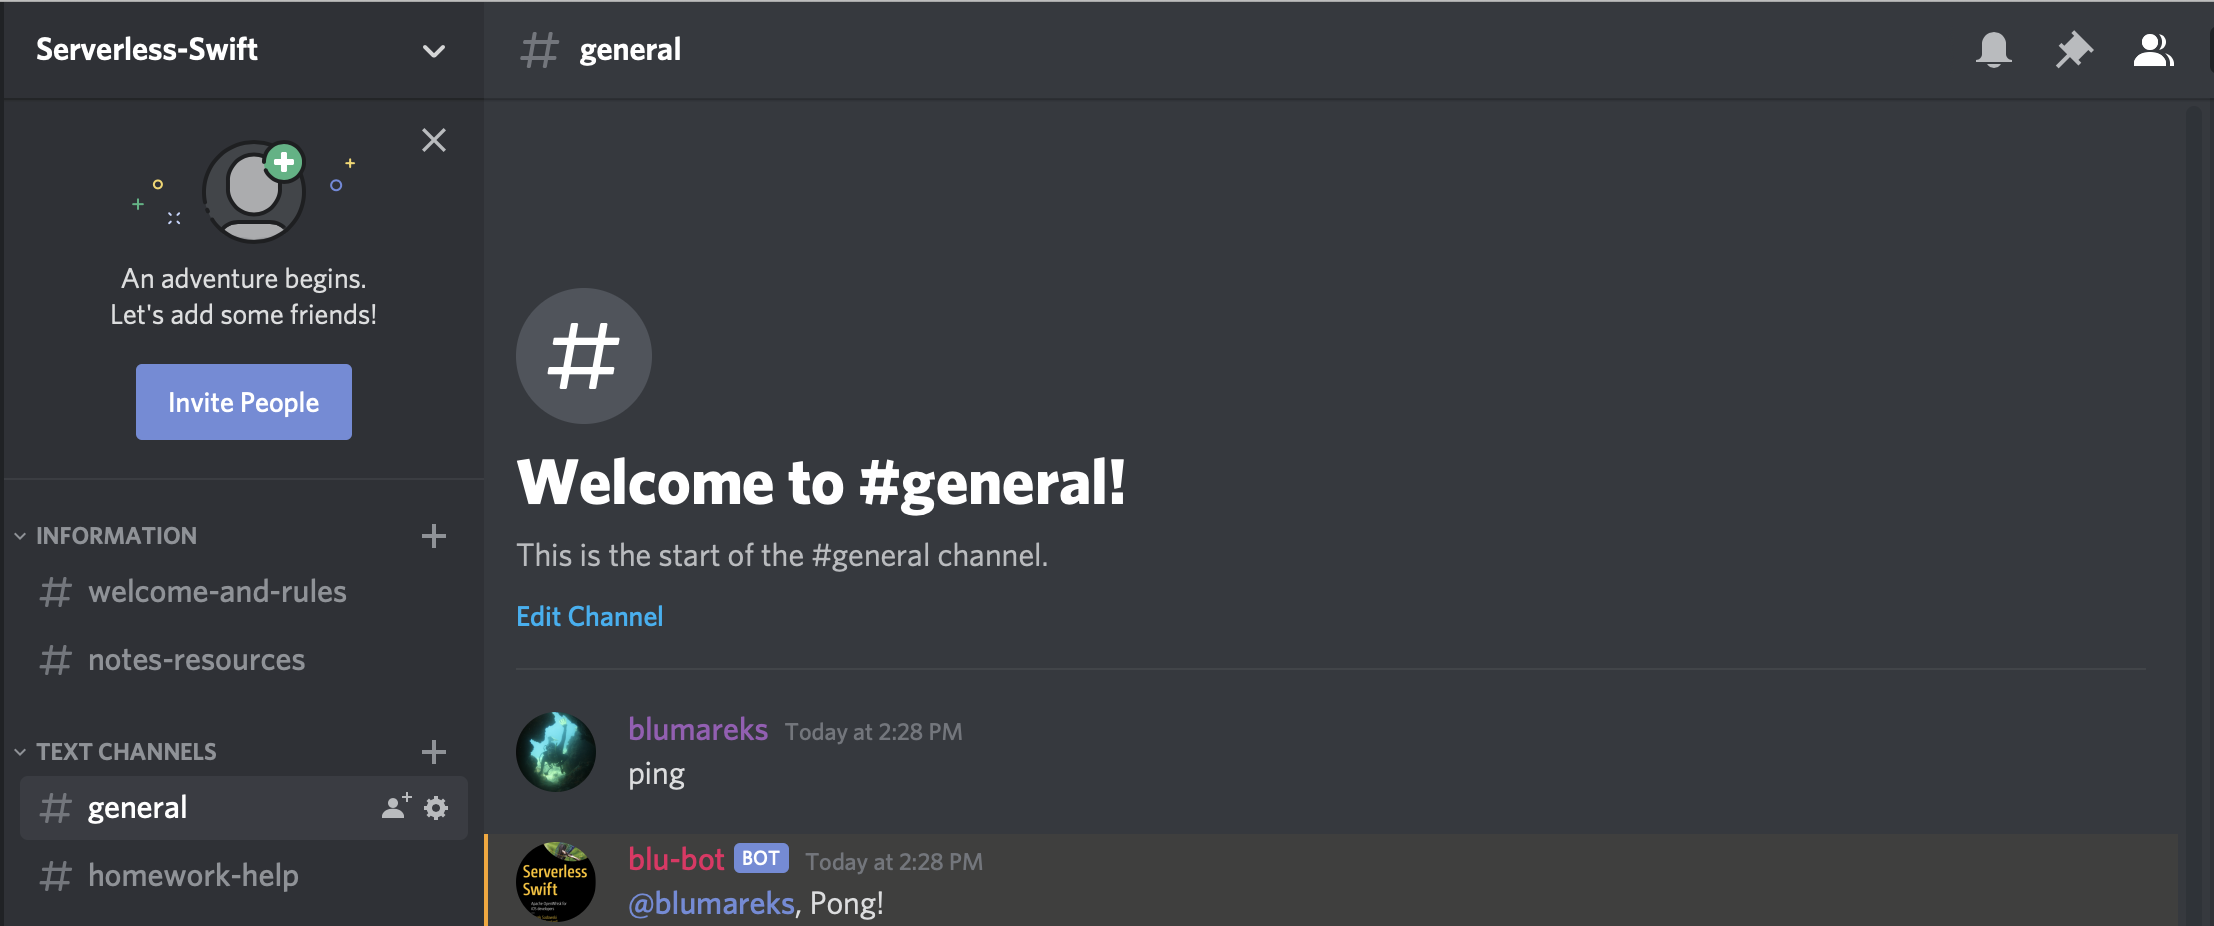 Serverless-Swift
An adventure begins.
Let's add some friends!
Invite People
INFORMATION
# welcome-and-rules
# notes-resources
TEXT CHANNELS
# general
# homework-help
# general
#
Welcome to #general!
This is the start of the #general channel.
Edit Channel
blumareks Today at 2:28 PM
ping
Serverless
Swift
blu-bot BOT Today at 2:28 PM
@blumareks, Pong!